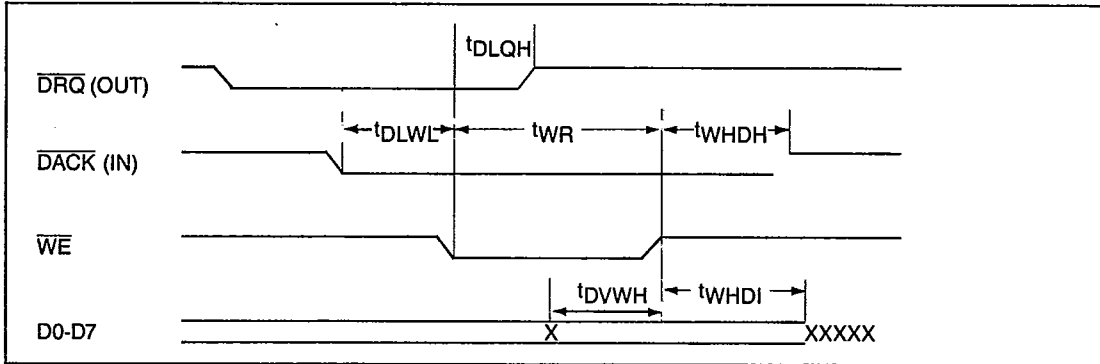 tDLQH
DRQ (OUT)
tDLWL tWR tWHDH
DACK (IN)
WE
tDVWH tWHDI
D0-D7 X XXXXX